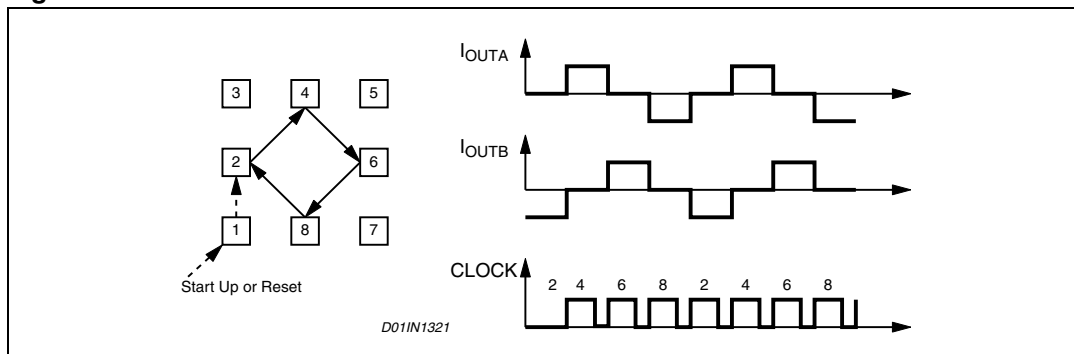 3 4 5
2 6
1 8 7
Start Up or Reset
D01IN1321
IOUTA
IOUTB
CLOCK
2 4 6 8 2 4 6 8